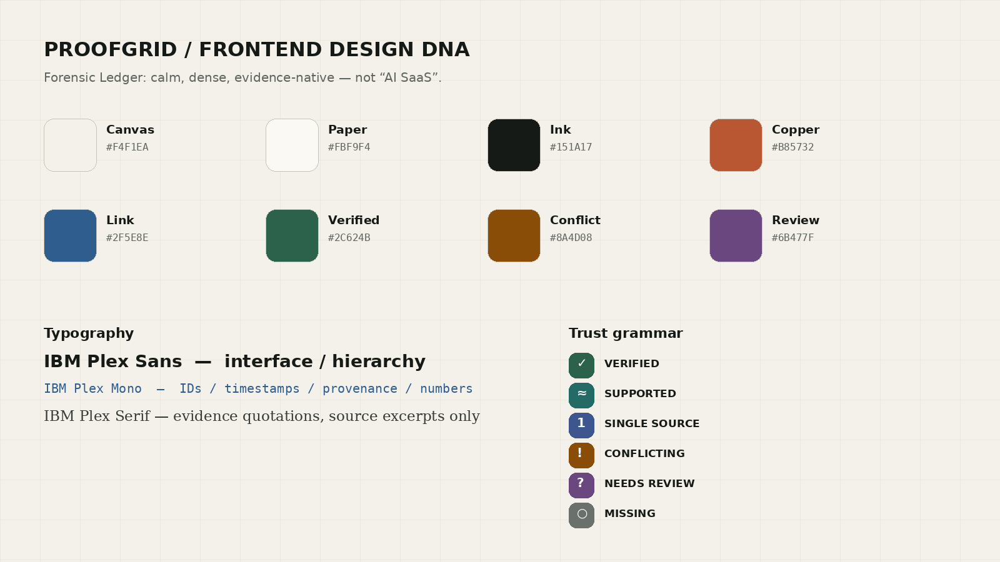 PROOFGRID / FRONTEND DESIGN DNA
Forensic Ledger: calm, dense, evidence-native — not “AI SaaS”.
Canvas
#F4F1EA
Paper
#FBF9F4
Ink
#151A17
Copper
#B85732
Link
#2F5E8E
Verified
#2C624B
Conflict
#8A4D08
Review
#6B477F
Typography
IBM Plex Sans — interface / hierarchy
IBM Plex Mono — IDs / timestamps / provenance / numbers
IBM Plex Serif — evidence quotations, source excerpts only
Trust grammar
✓ VERIFIED
≈ SUPPORTED
1 SINGLE SOURCE
! CONFLICTING
? NEEDS REVIEW
○ MISSING